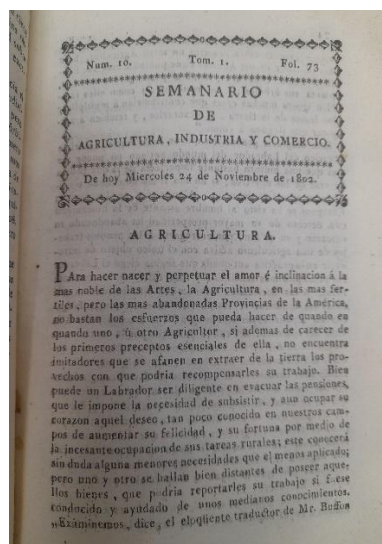 Num. 10. Tom. 1. Fol. 73
SEMANARIO
DE
AGRICULTURA, INDUSTRIA Y COMERCIO.
De hoy Miercoles 24 de Noviembre de 1802.
AGRICULTURA.
Para hacer nacer y perpetuar el amor é inclinacion á la
mas noble de las Artes, la Agricultura, en las mas fer-
tiles, pero las mas abandonadas Provincias de la América,
no bastan los esfuerzos que pueda hacer de quando en
quando uno, ú otro Agricultor, si ademas de carecer de
los primeros preceptos esenciales de ella, no encuentra
imitadores que se afanen en extraer de la tierra los pro-
vechos con que podria recompensarles su trabajo. Bien
puede un Labrador ser diligente en evacuar las pensiones,
que le impone la necesidad de subsistir, y aun ocupar su
corazon aquel deseo, tan poco conocido en nuestros cam-
pos de aumentar su felicidad, y su fortuna por medio de
la incesante ocupacion de sus tareas rurales; este conocerá
sin duda alguna menores necesidades que el menos aplicado;
pero uno y otro se hallan bien distantes de poseer aque-
llos bienes, que podria reportarles su trabajo si fuese
conducido y ayudado de unos medianos conocimientos.
„Exâminemos, dice, el eloqüente traductor de Mr. Buffon